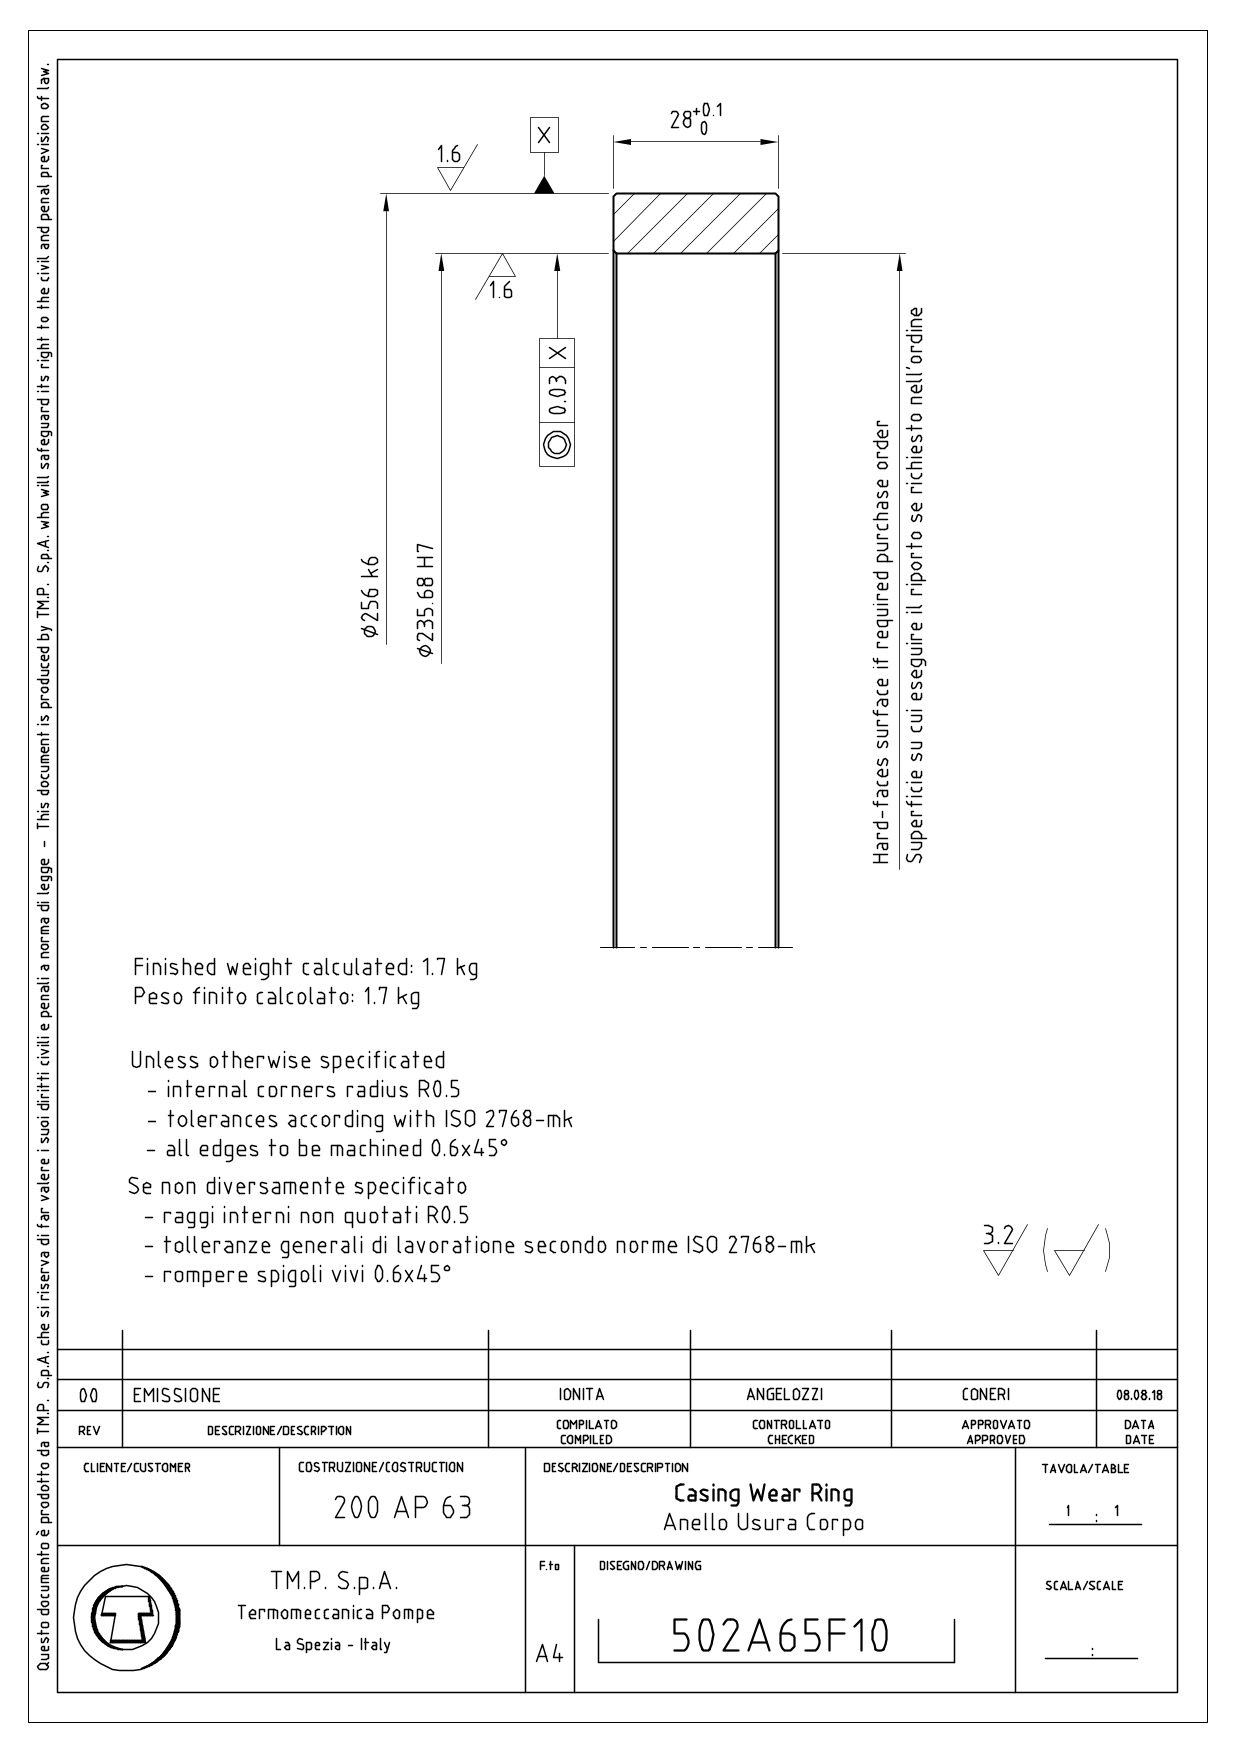 28 +0.1 0
X
1.6
1.6
X
0.03
Ø256 k6
Ø235.68 H7
Hard-faces surface if required purchase order
Superficie su cui eseguire il riporto se richiesto nell'ordine
Questo documento è prodotto da TM.P. S.p.A. che si riserva di far valere i suoi diritti civili e penali a norma di legge - This document is produced by TM.P. S.p.A. who will safeguard its right to the civil and penal prevision of law.
Finished weight calculated: 1.7 kg
Peso finito calcolato: 1.7 kg
Unless otherwise specificated
- internal corners radius R0.5
- tolerances according with ISO 2768-mk
- all edges to be machined 0.6x45°
Se non diversamente specificato
- raggi interni non quotati R0.5
- tolleranze generali di lavoratione secondo norme ISO 2768-mk
- rompere spigoli vivi 0.6x45°
3.2 ( )
00 EMISSIONE IONITA ANGELOZZI CONERI 08.08.18
REV DESCRIZIONE/DESCRIPTION COMPILATO CONTROLLATO APPROVATO DATA
COMPILED CHECKED APPROVED DATE
CLIENTE/CUSTOMER
COSTRUZIONE/COSTRUCTION
200 AP 63
DESCRIZIONE/DESCRIPTION
Casing Wear Ring
Anello Usura Corpo
TAVOLA/TABLE
1 : 1
TM.P. S.p.A.
Termomeccanica Pompe
La Spezia - Italy
F.to
A4
DISEGNO/DRAWING
502A65F10
SCALA/SCALE
: